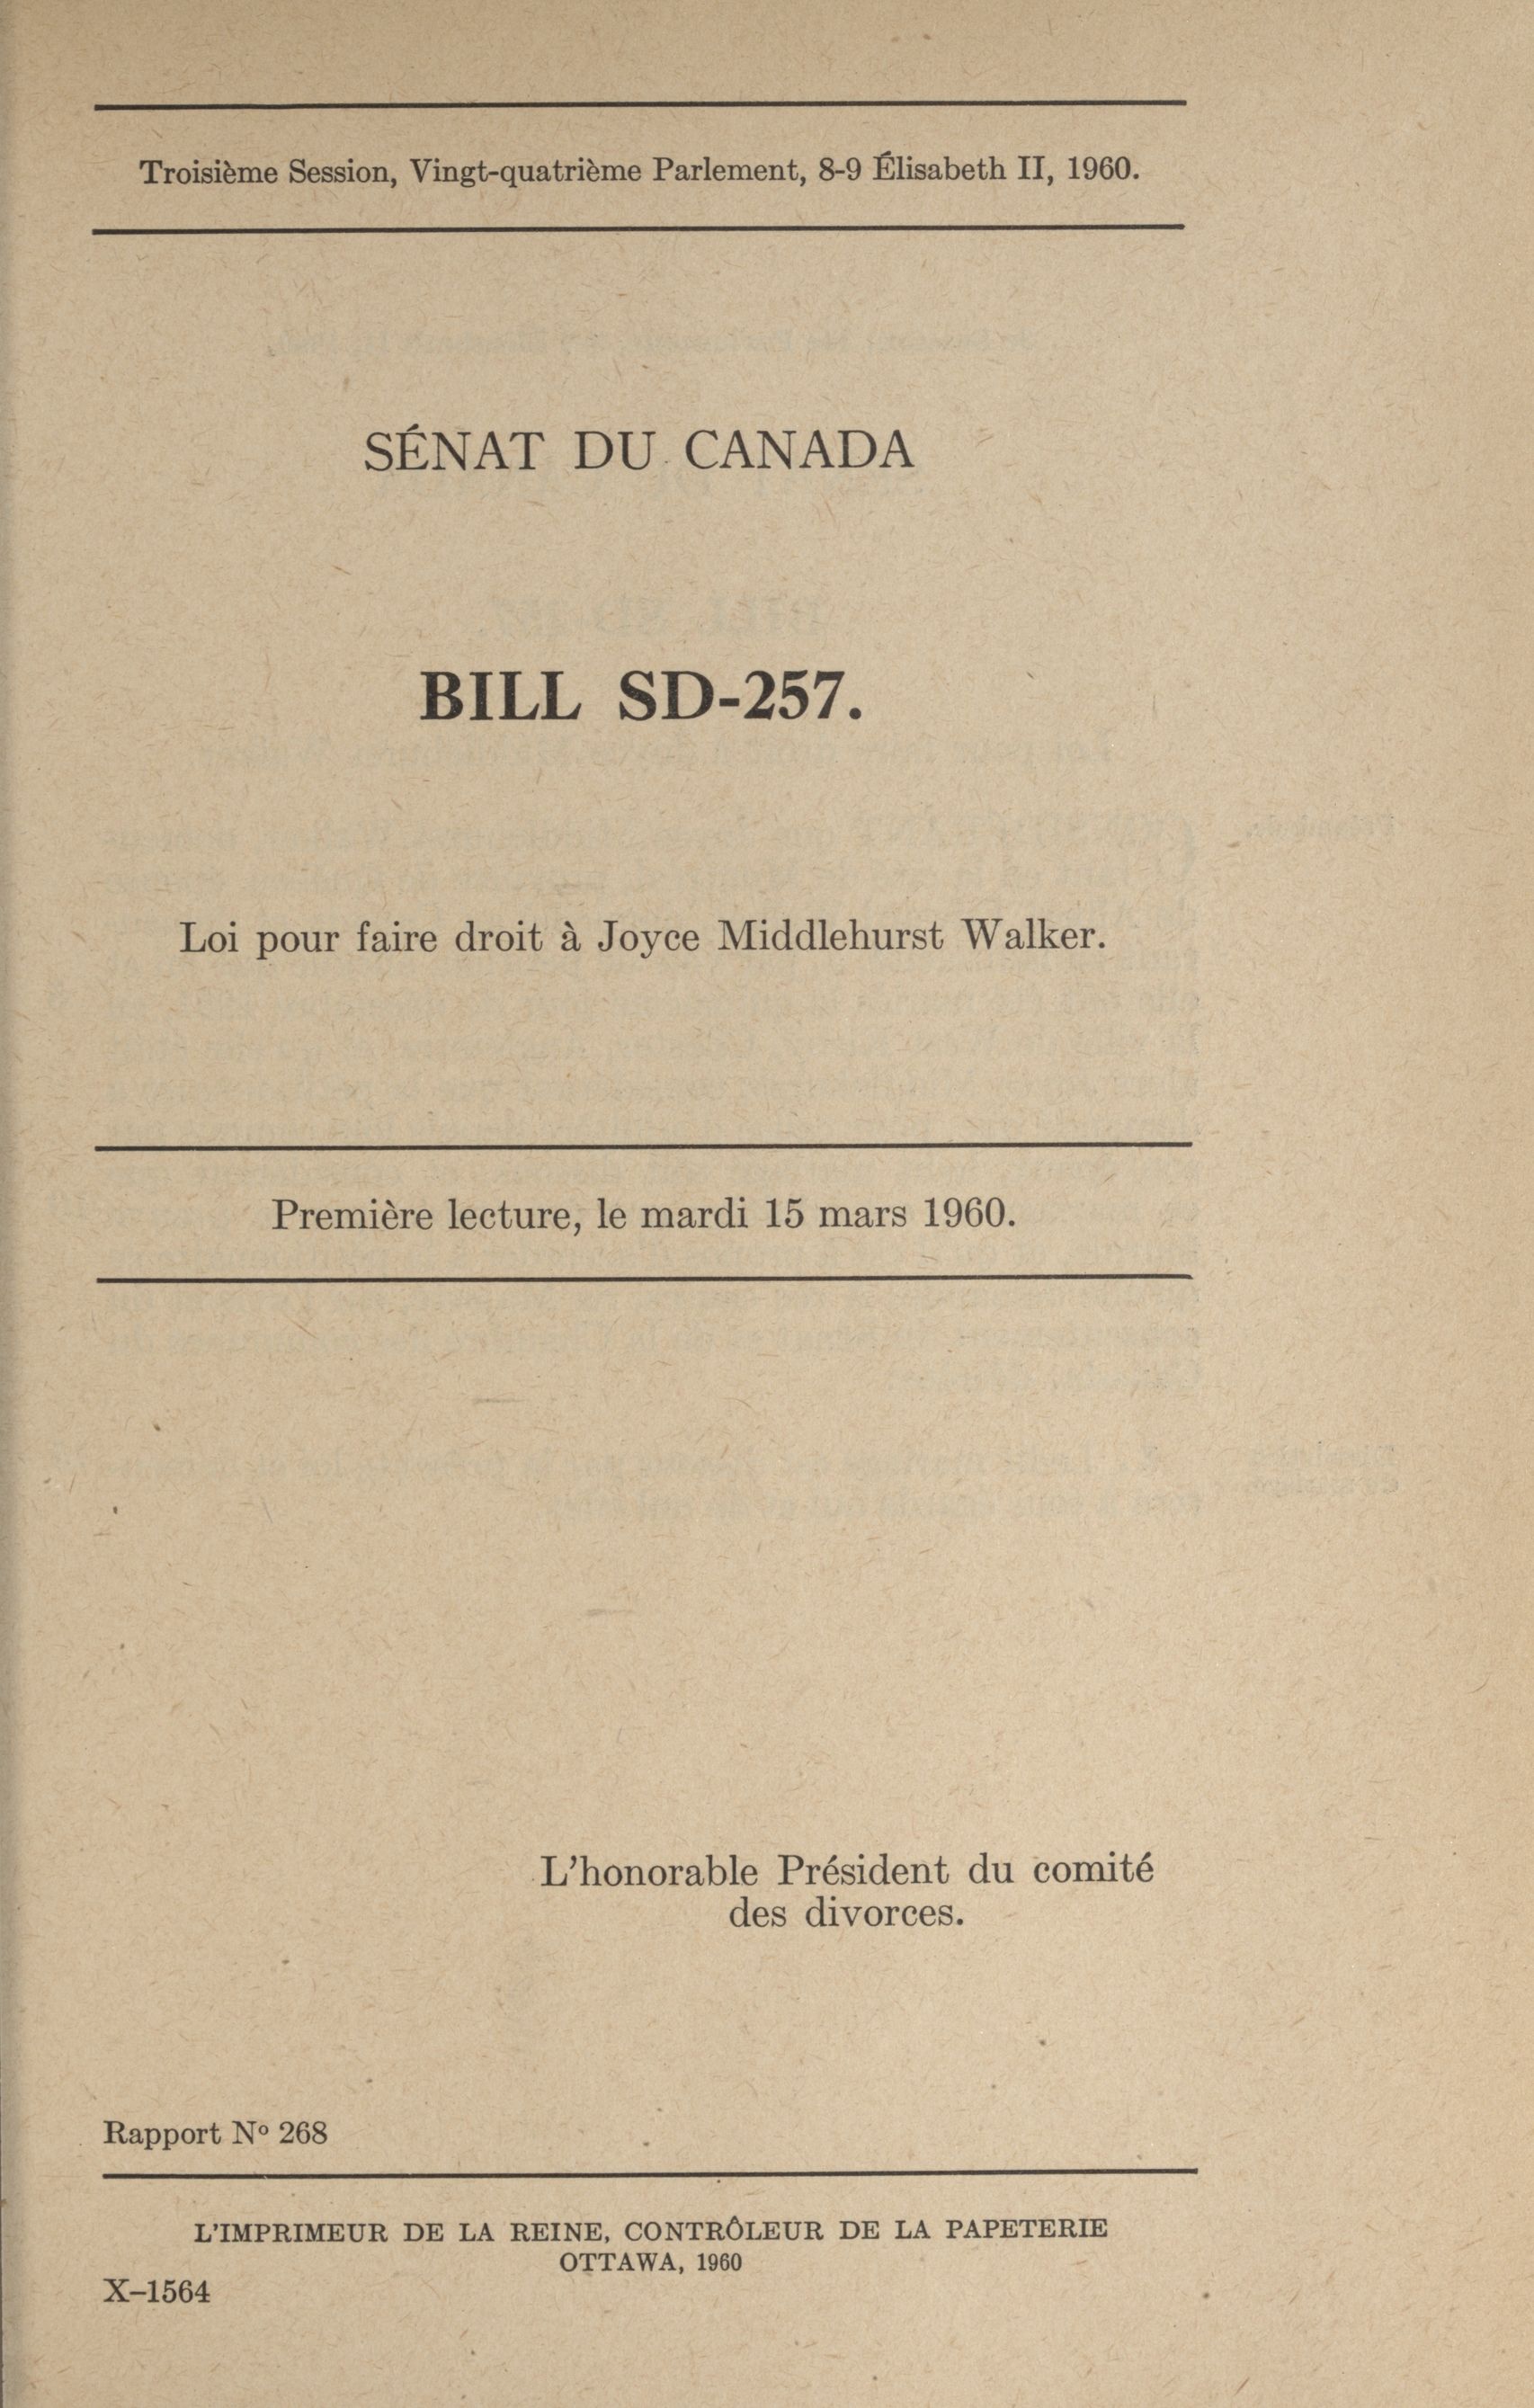 Troisième Session, Vingt-quatrième Parlement, 8-9 Élisabeth II, 1960.
SÉNAT DU CANADA
BILL SD-257.
Loi pour faire droit à Joyce Middlehurst Walker.
Première lecture, le mardi 15 mars 1960.
L'honorable Président du comité
des divorces.
Rapport Nº 268
L'IMPRIMEUR DE LA REINE, CONTRÔLEUR DE LA PAPETERIE
OTTAWA, 1960
X–1564